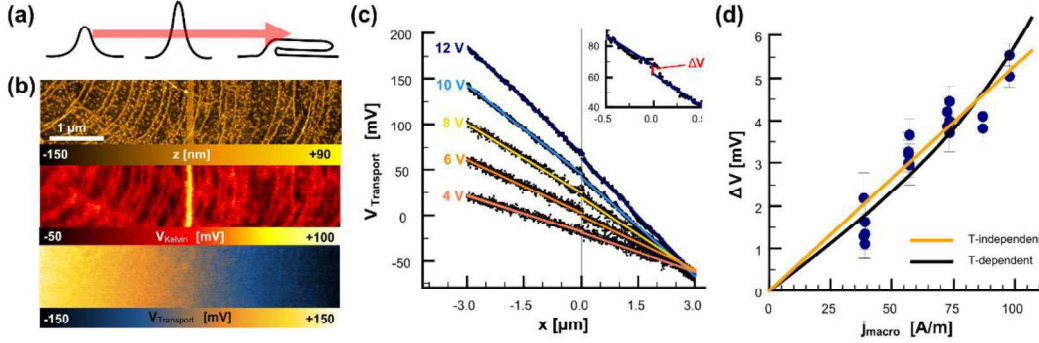 (a)
(b)
1 μm
-150 z [nm] +90
-50 V_Kelvin [mV] +100
-150 V_Transport [mV] +150
(c)
200
150
100
50
0
-50
V_Transport [mV]
12 V
10 V
8 V
6 V
4 V
80
60
40
-0.5 0.0
ΔV
-3.0 -1.5 0.0 1.5 3.0
x [μm]
(d)
6
5
4
3
2
1
0
ΔV [mV]
T-independent
T-dependent
0 25 50 75 100
j_macro [A/m]